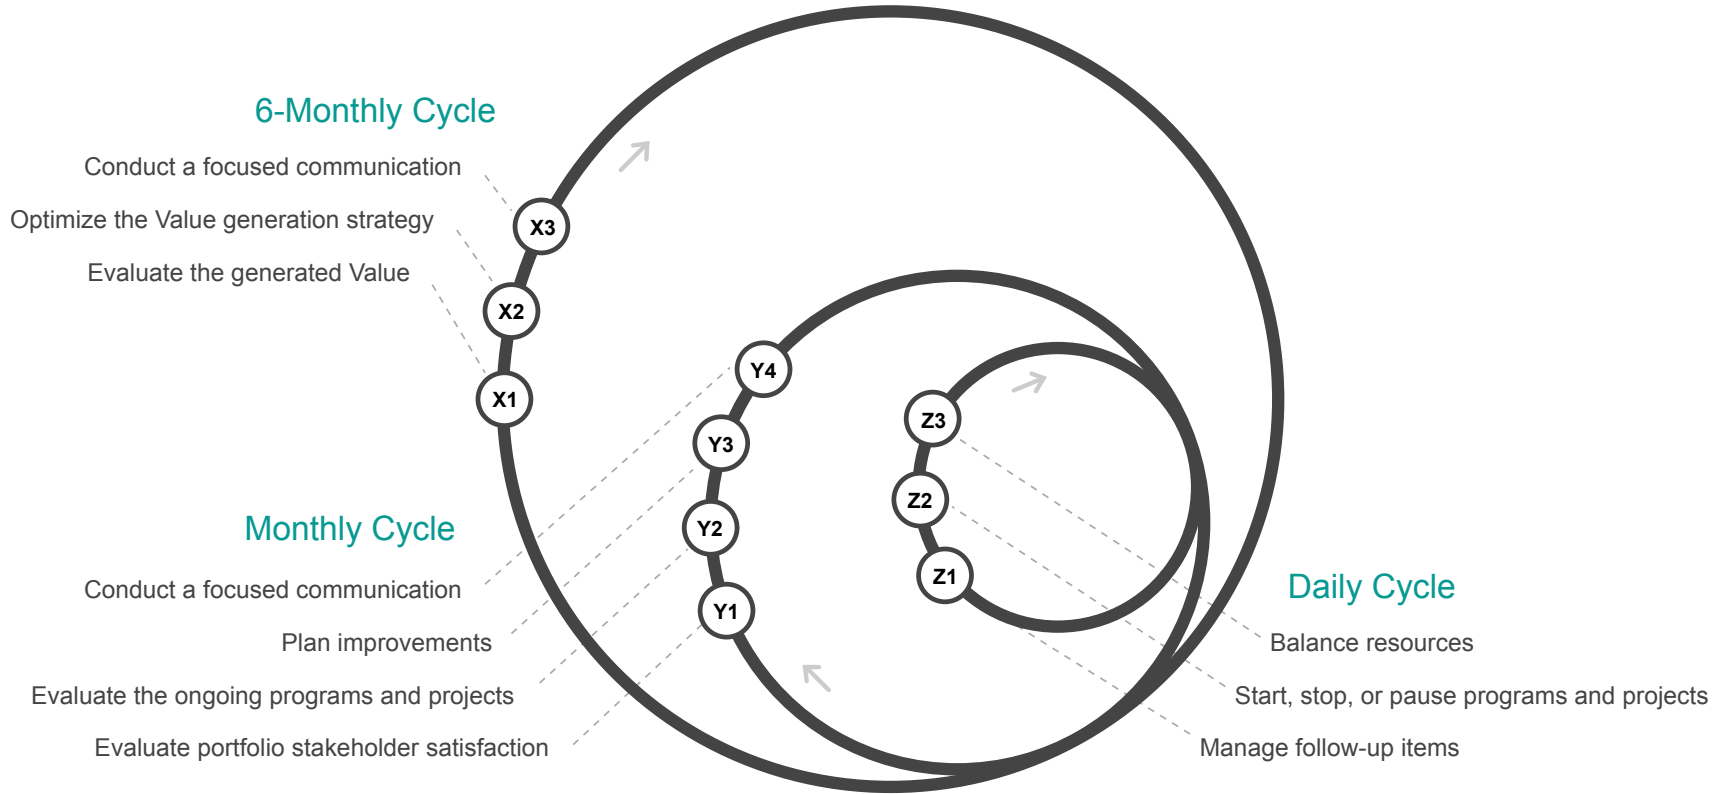 6-Monthly Cycle
Conduct a focused communication
Optimize the Value generation strategy
Evaluate the generated Value
X3
X2
X1
Y4
Y3
Y2
Y1
Z3
Z2
Z1
Monthly Cycle
Conduct a focused communication
Plan improvements
Evaluate the ongoing programs and projects
Evaluate portfolio stakeholder satisfaction
Daily Cycle
Balance resources
Start, stop, or pause programs and projects
Manage follow-up items